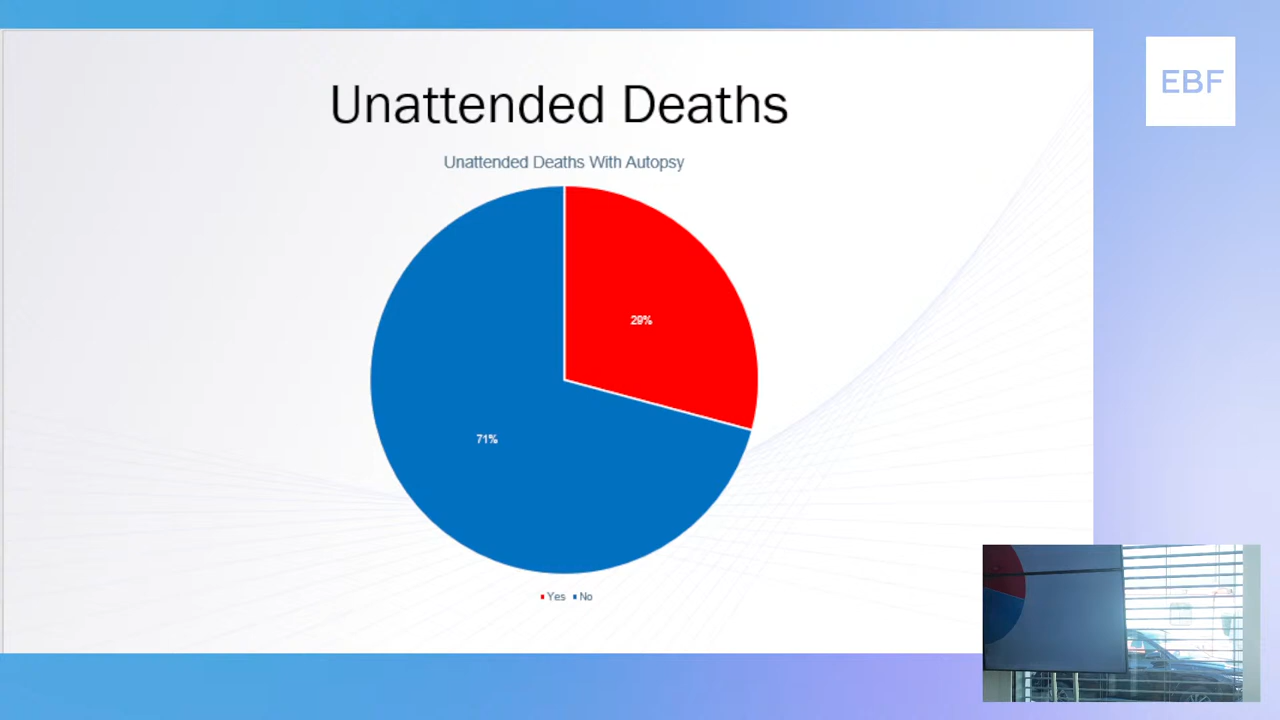 EBF
Unattended Deaths
Unattended Deaths With Autopsy
29%
71%
Yes No